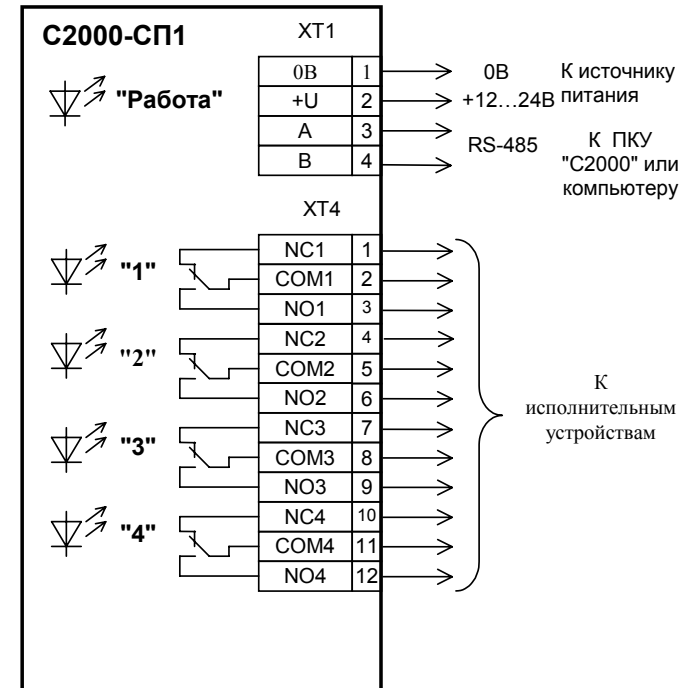 С2000-СП1
XT1
"Работа"
0В 1 0В
+U 2 +12...24В
К источнику
питания
A 3
B 4
RS-485
К ПКУ
"С2000" или
компьютеру
XT4
NC1 1
"1" COM1 2
NO1 3
NC2 4
"2" COM2 5
NO2 6
NC3 7
"3" COM3 8
NO3 9
NC4 10
"4" COM4 11
NO4 12
К
исполнительным
устройствам